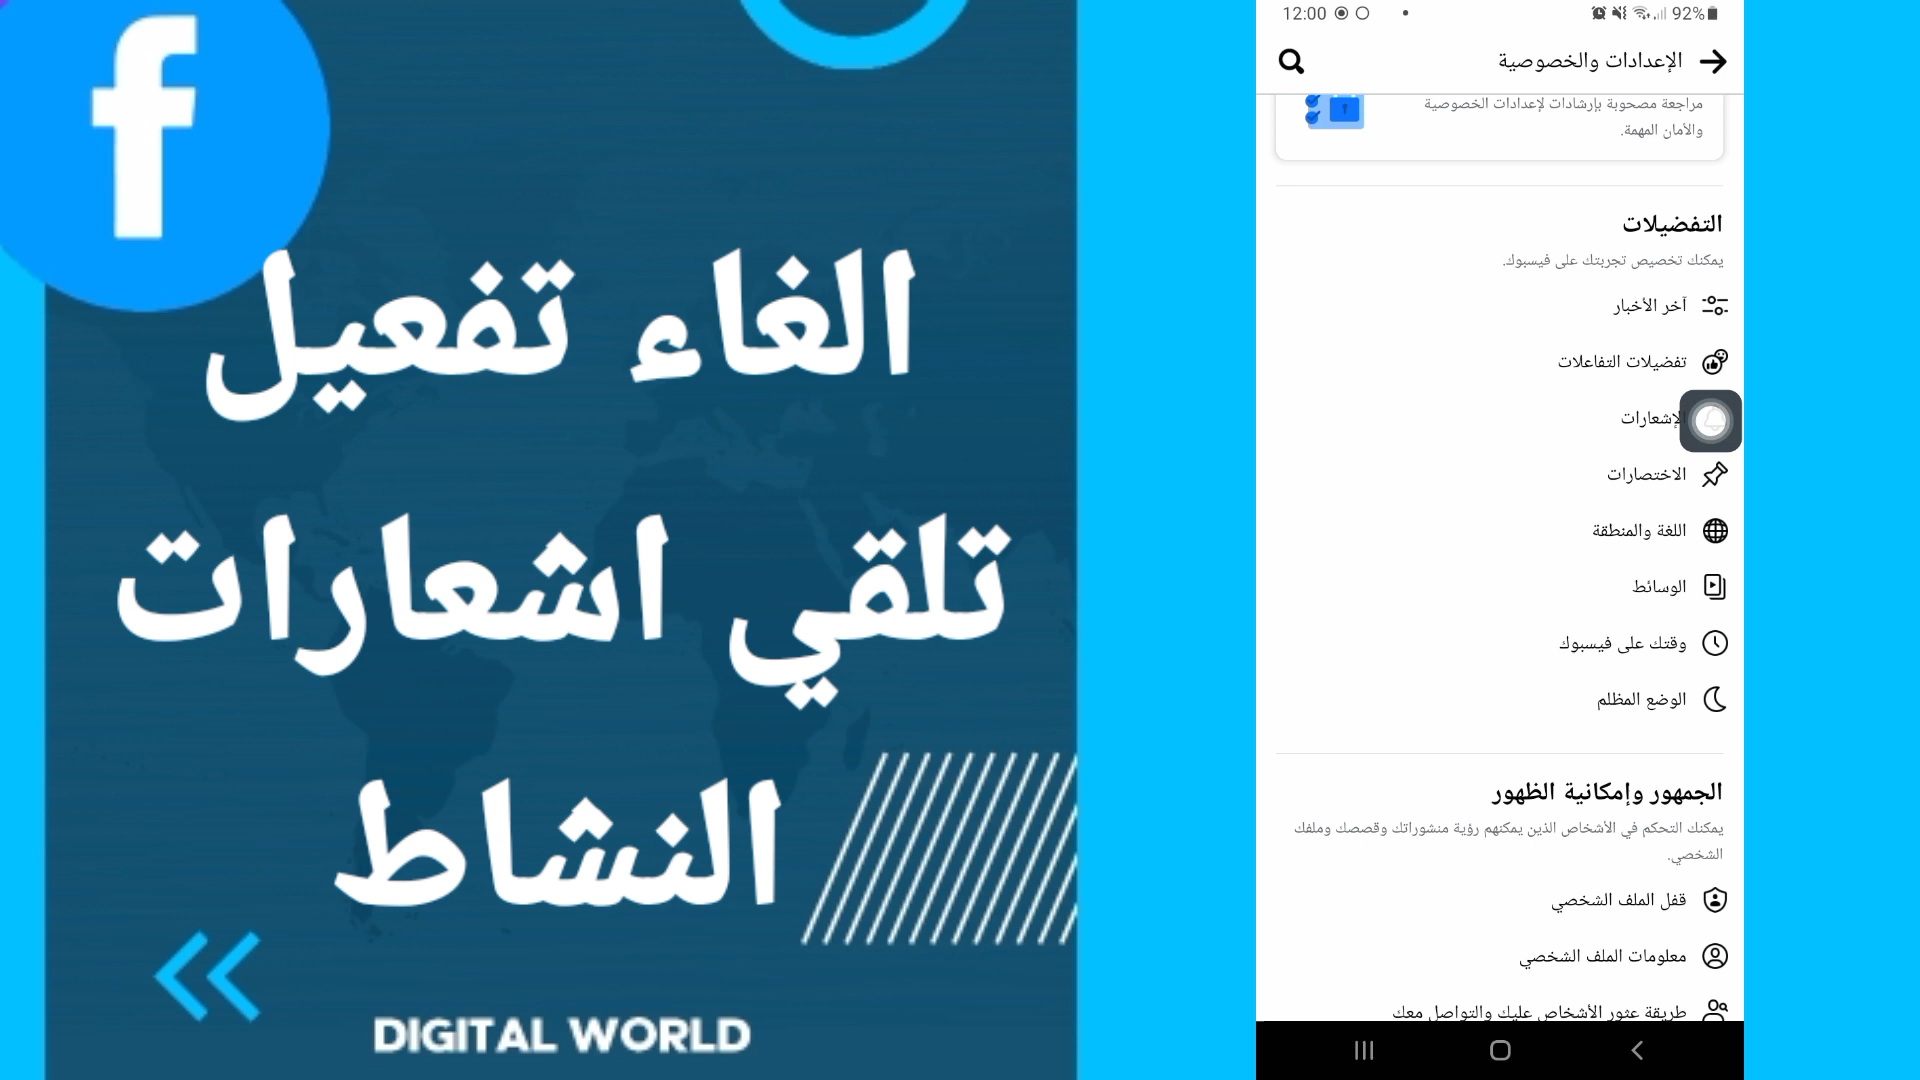 الغاء تفعيل
تلقي اشعارات
النشاط
DIGITAL WORLD
12:00
92%
الإعدادات والخصوصية
مراجعة مصحوبة بإرشادات لإعدادات الخصوصية
والأمان المهمة.
التفضيلات
يمكنك تخصيص تجربتك على فيسبوك.
آخر الأخبار
تفضيلات التفاعلات
الإشعارات
الاختصارات
اللغة والمنطقة
الوسائط
وقتك على فيسبوك
الوضع المظلم
الجمهور وإمكانية الظهور
يمكنك التحكم في الأشخاص الذين يمكنهم رؤية منشوراتك وقصصك وملفك
الشخصي.
قفل الملف الشخصي
معلومات الملف الشخصي
طريقة عثور الأشخاص عليك والتواصل معك